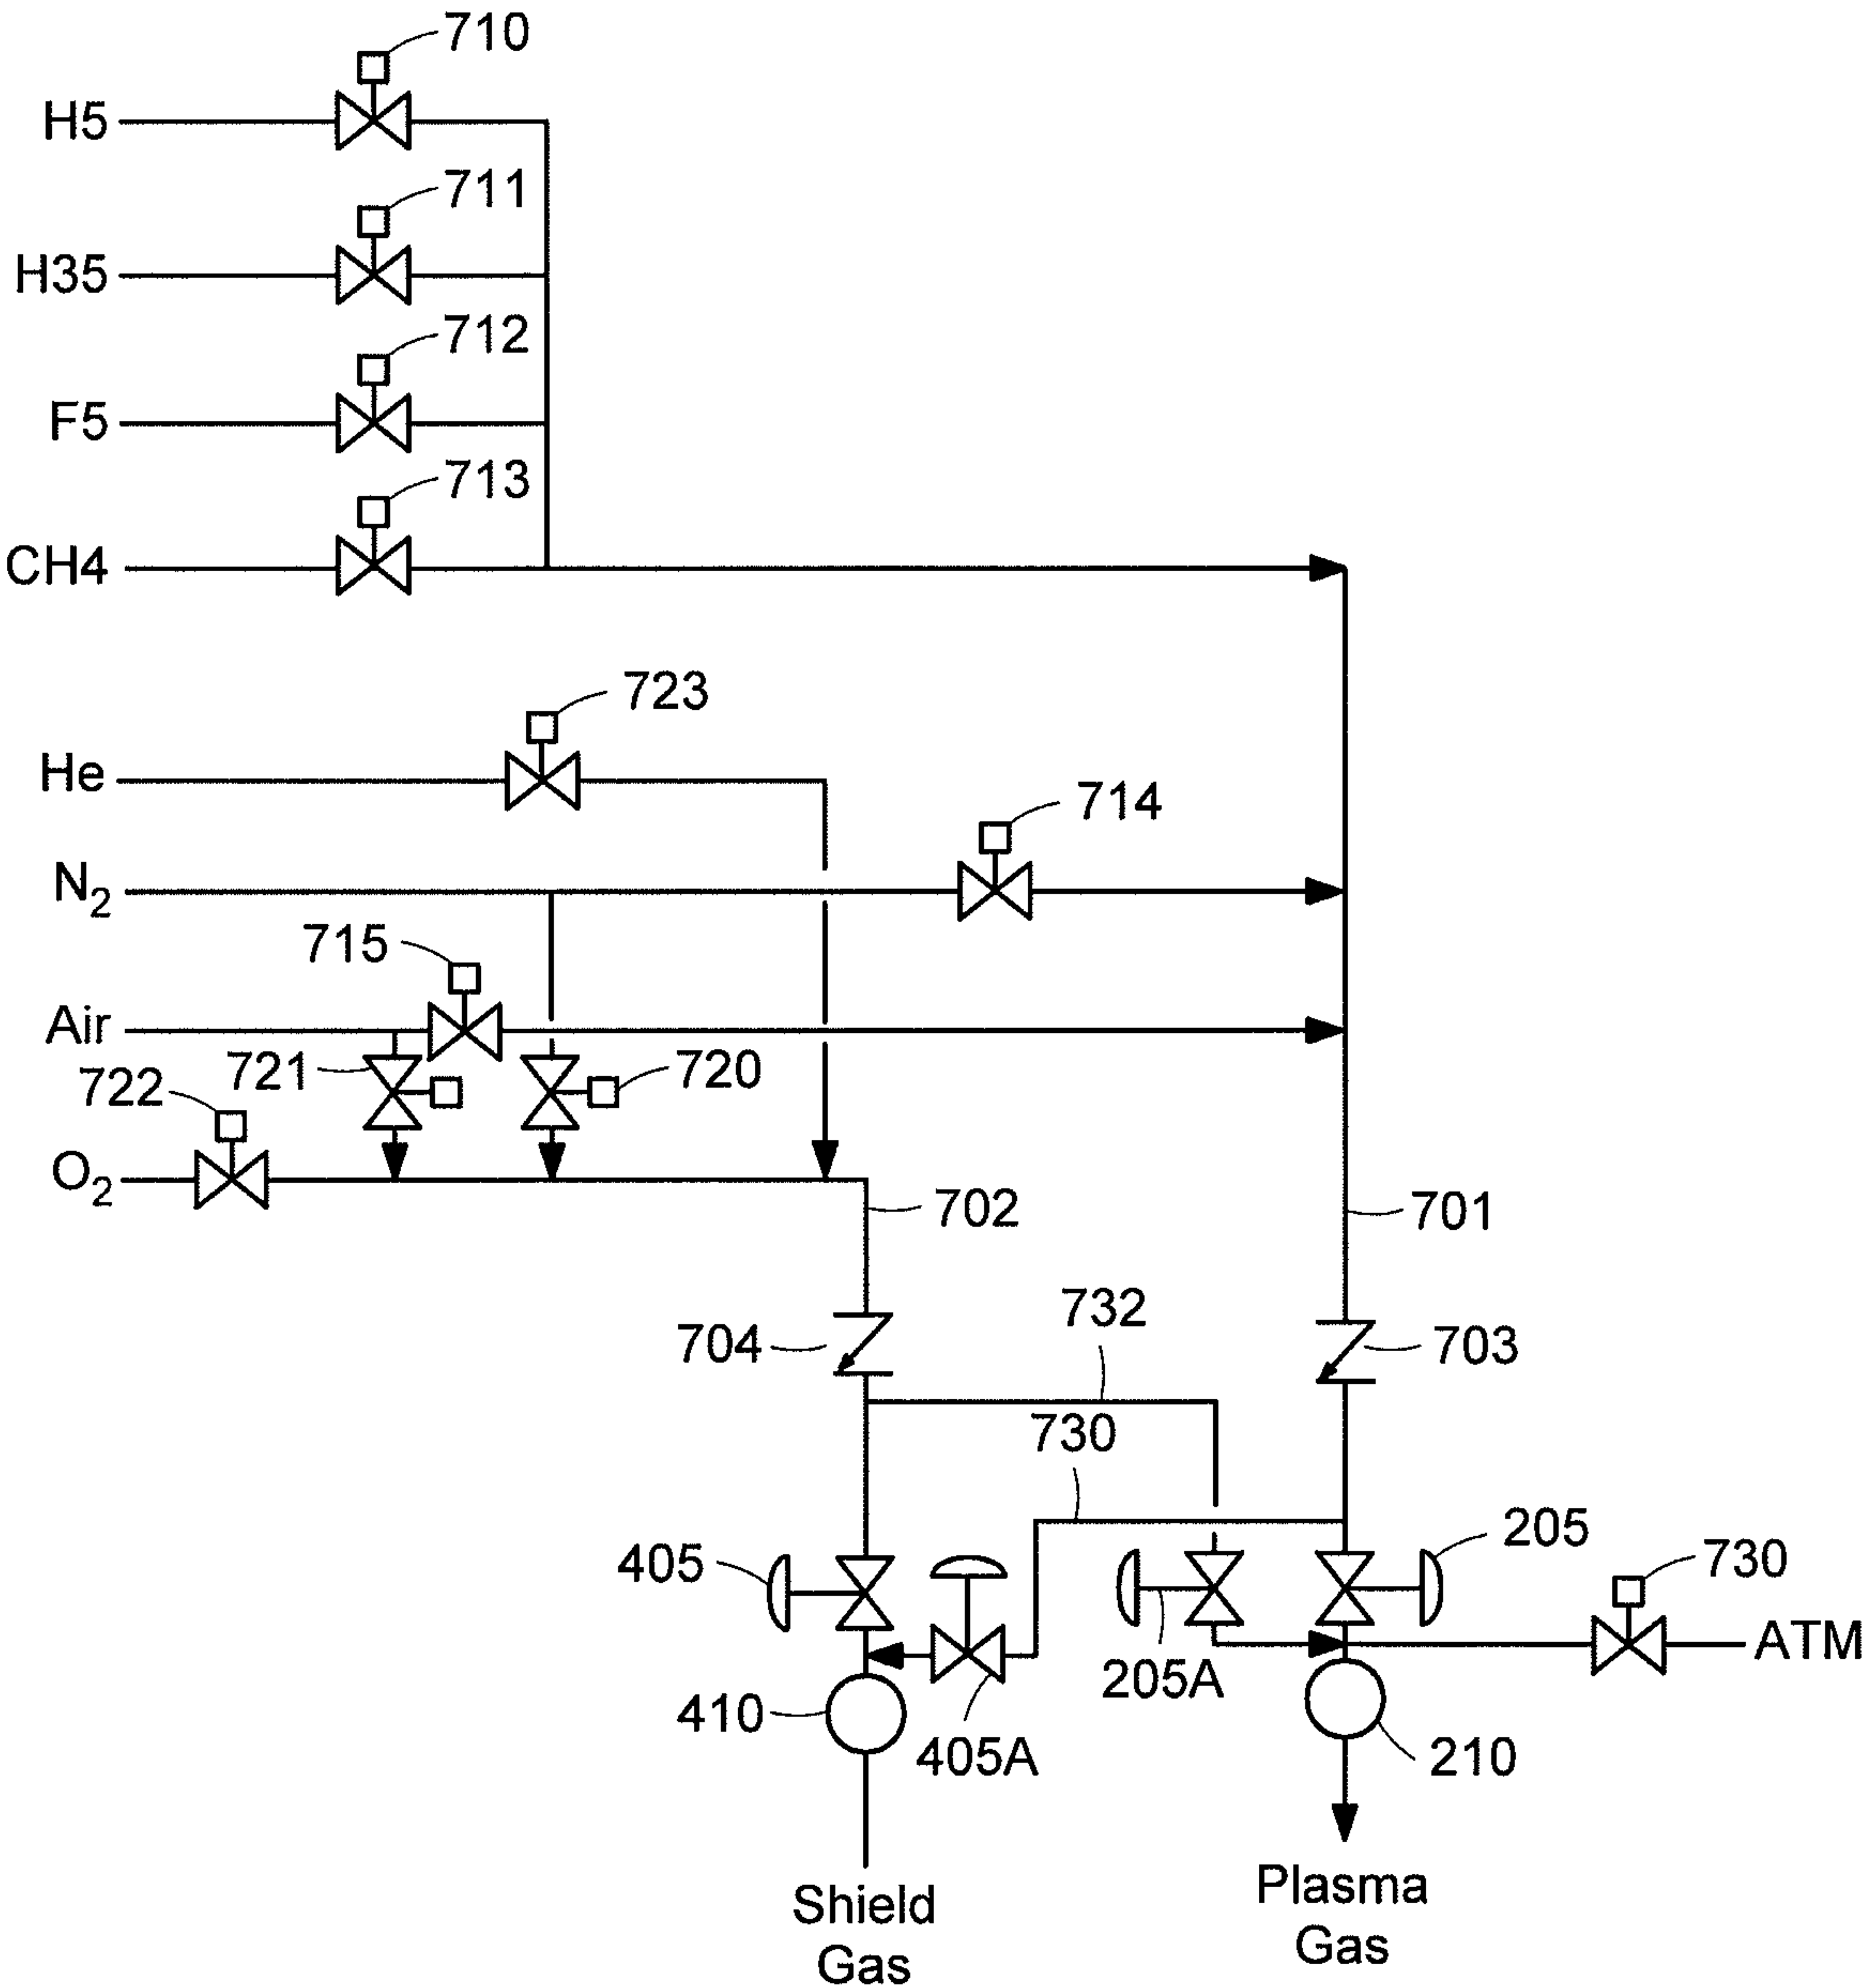 710
H5
711
H35
712
F5
713
CH4
723
He
714
N2
715
Air
721
720
722
O2
702
701
732
704
703
730
205
405
730
ATM
205A
410
405A
210
Shield
Gas
Plasma
Gas